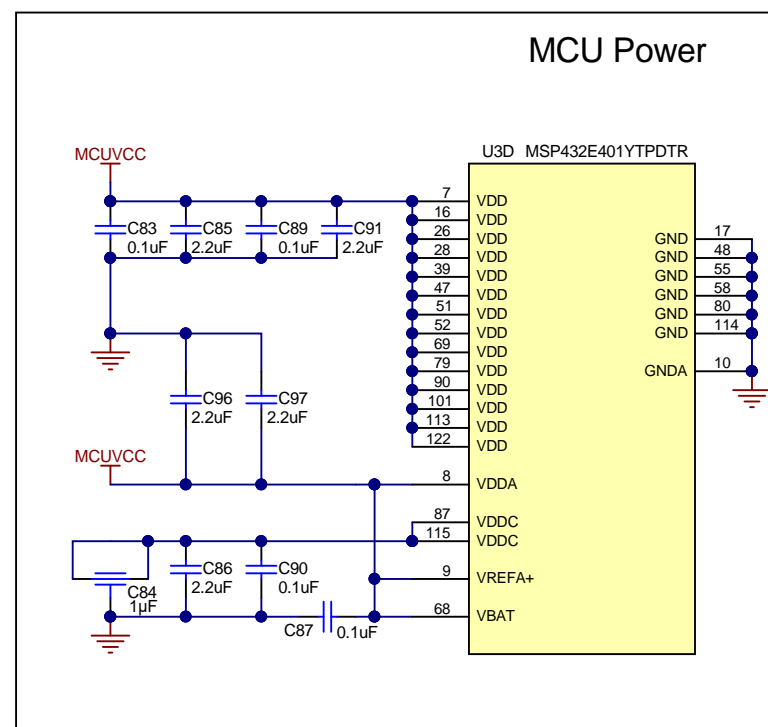 MCU Power
U3D MSP432E401YTPDTR
MCUVCC
C83
0.1uF
C85
2.2uF
C89
0.1uF
C91
2.2uF
7 VDD
16 VDD
26 VDD
28 VDD
39 VDD
47 VDD
51 VDD
52 VDD
69 VDD
79 VDD
90 VDD
101 VDD
113 VDD
122 VDD
GND 17
GND 48
GND 55
GND 58
GND 80
GND 114
GNDA 10
C96
2.2uF
C97
2.2uF
MCUVCC
8 VDDA
87 VDDC
115 VDDC
9 VREFA+
68 VBAT
C84
1µF
C86
2.2uF
C90
0.1uF
C87 0.1uF